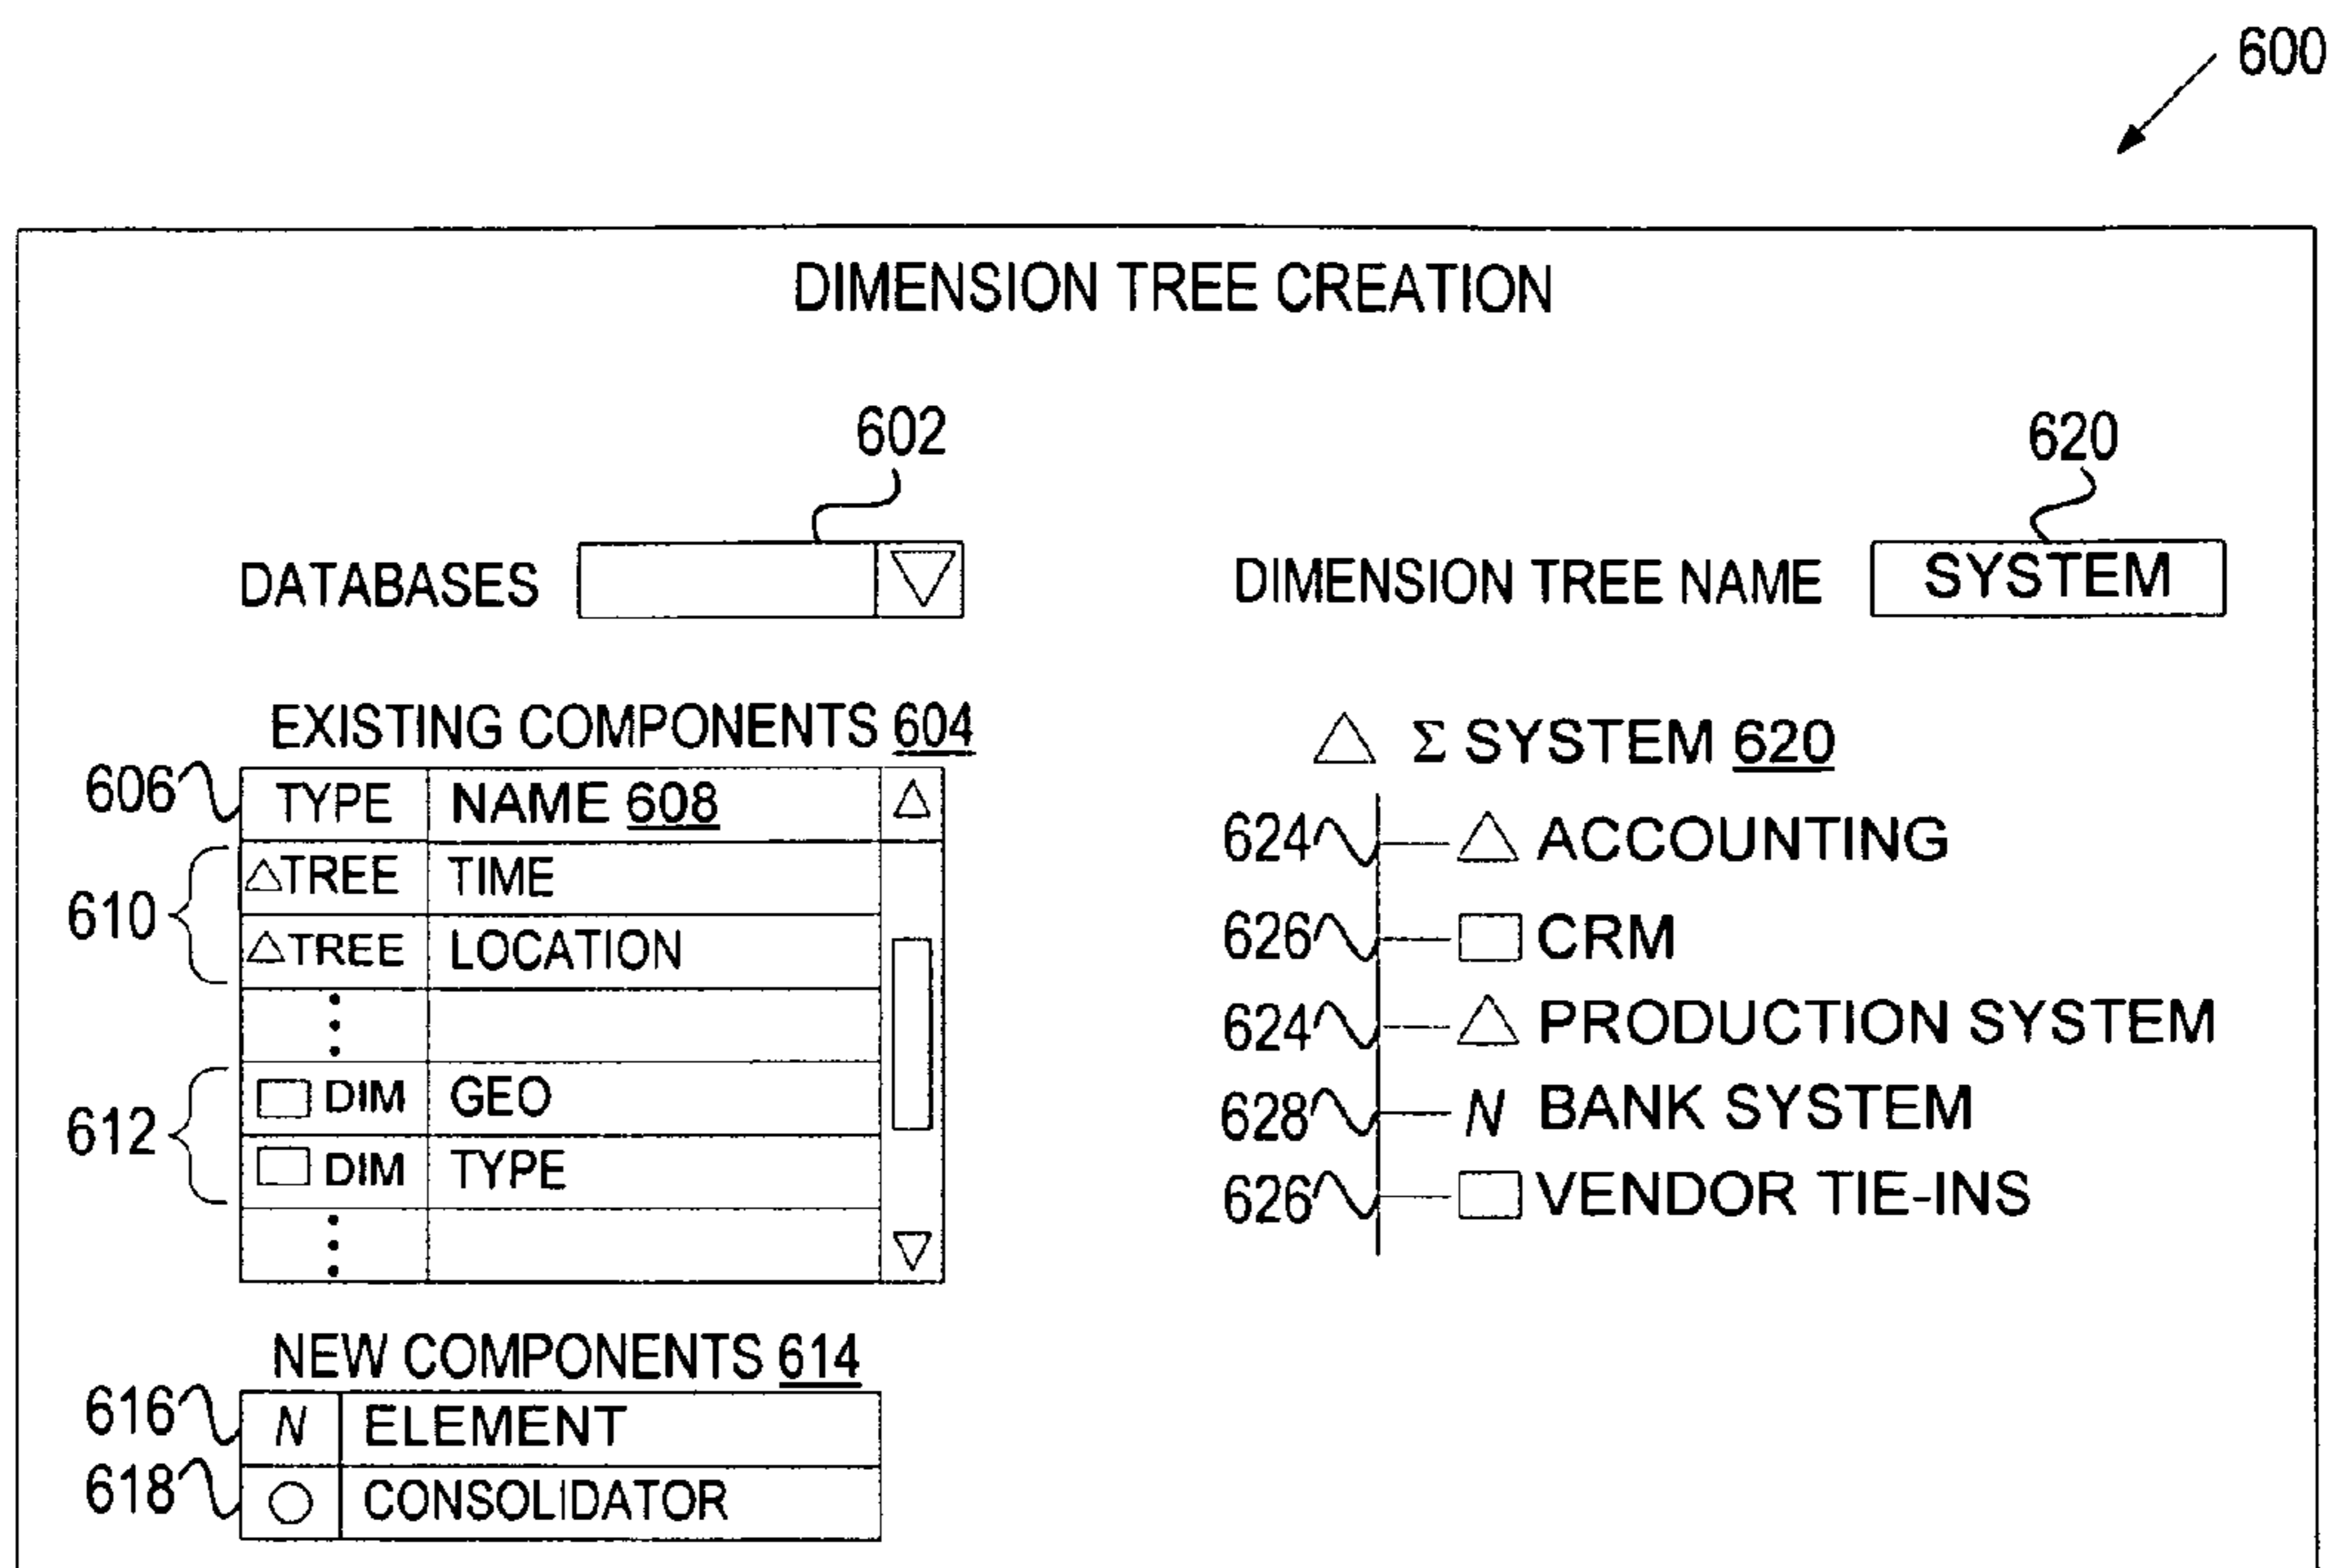 600
DIMENSION TREE CREATION
602
DATABASES
EXISTING COMPONENTS 604
606 TYPE NAME 608
610
TREE TIME
TREE LOCATION
612
DIM GEO
DIM TYPE
NEW COMPONENTS 614
616 N ELEMENT
618 CONSOLIDATOR
620
DIMENSION TREE NAME SYSTEM
Σ SYSTEM 620
624 ACCOUNTING
626 CRM
624 PRODUCTION SYSTEM
628 N BANK SYSTEM
626 VENDOR TIE-INS